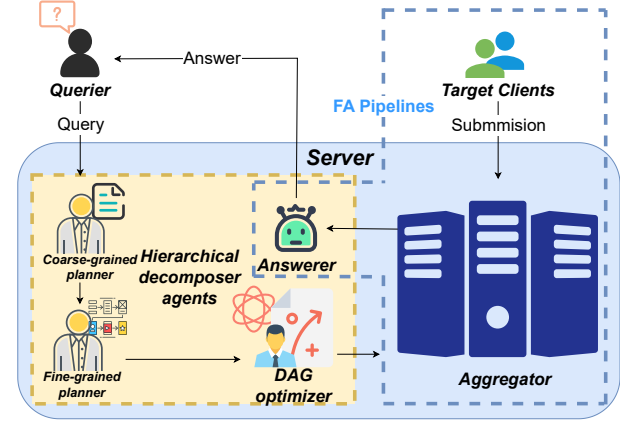 ?
Answer
Querier
Target Clients
FA Pipelines
Query
Submmision
Server
Coarse-grained
planner
Hierarchical
decomposer
agents
Answerer
Fine-grained
planner
DAG
optimizer
Aggregator